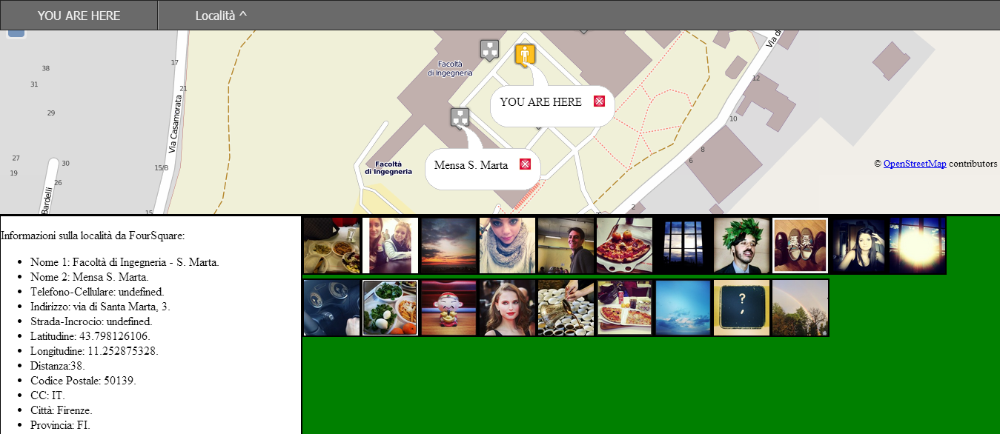 YOU ARE HERE
Località ^
17
38
31
21
29
Via Casamorata
Facoltà
di Ingegneria
YOU ARE HERE
12
10
27
30
19
15/B
26
Bardelli
15
Facoltà
di Ingegneria
Mensa S. Marta
8
6
2
Via di
© OpenStreetMap contributors
Informazioni sulla località da FourSquare:
Nome 1: Facoltà di Ingegneria - S. Marta.
Nome 2: Mensa S. Marta.
Telefono-Cellulare: undefined.
Indirizzo: via di Santa Marta, 3.
Strada-Incrocio: undefined.
Latitudine: 43.798126106.
Longitudine: 11.252875328.
Distanza:38.
Codice Postale: 50139.
CC: IT.
Città: Firenze.
Provincia: FI.
?